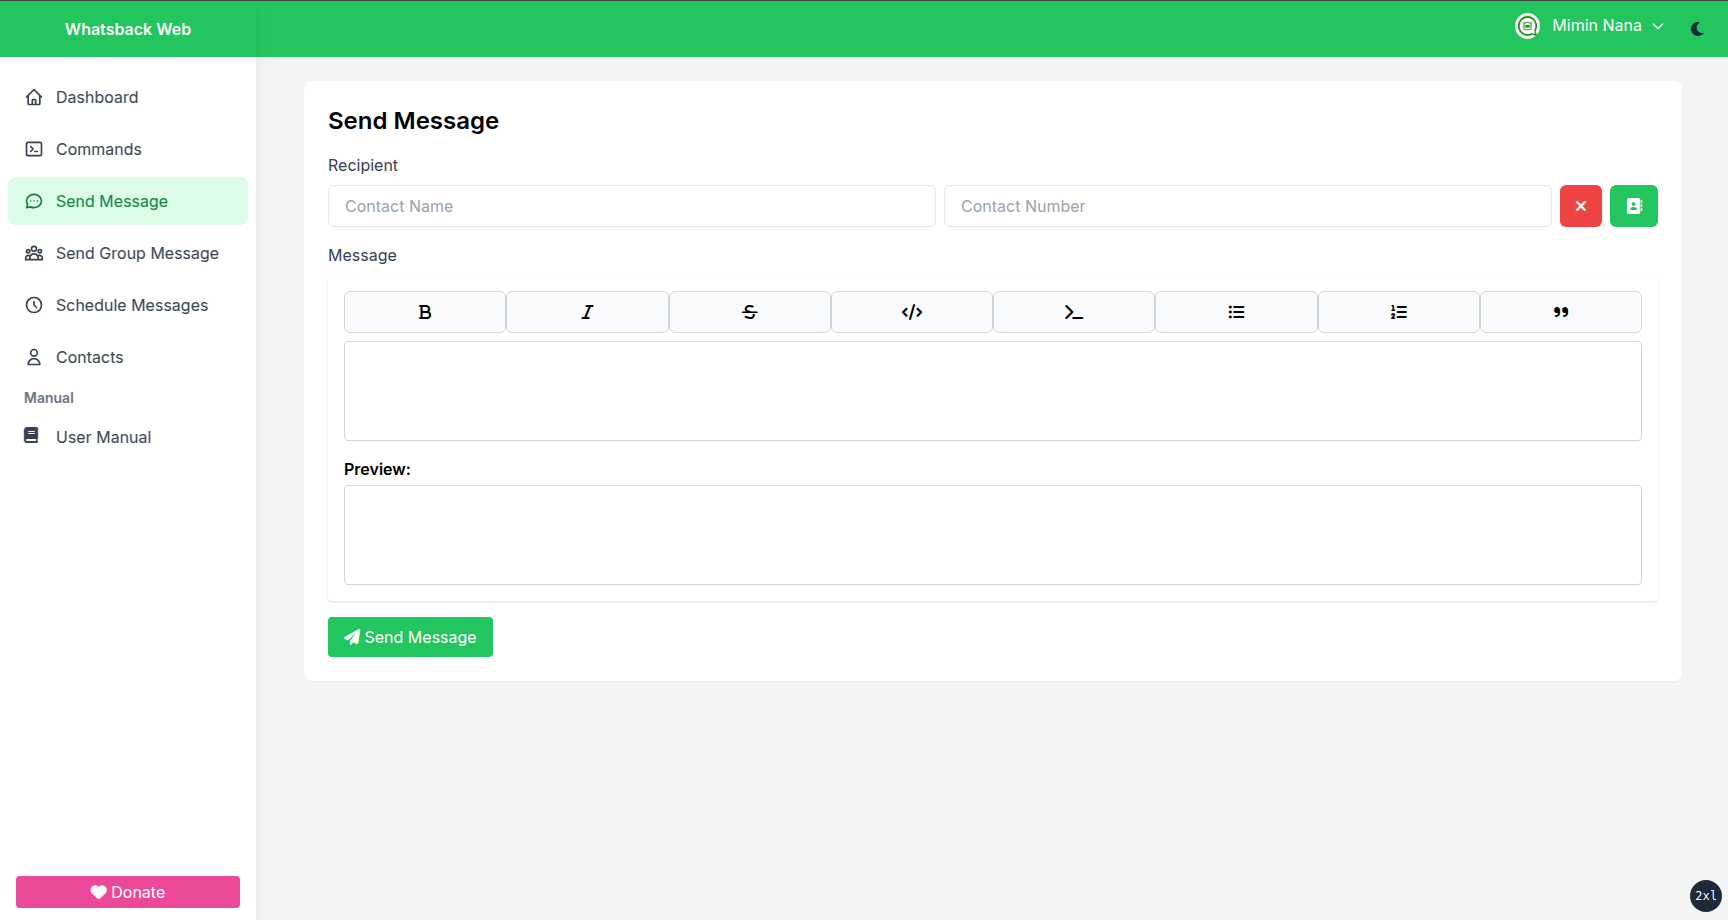 Whatsback Web
Mimin Nana
Dashboard
Commands
Send Message
Send Group Message
Schedule Messages
Contacts
Manual
User Manual
Donate
Send Message
Recipient
Contact Name
Contact Number
Message
Preview:
Send Message
2xl